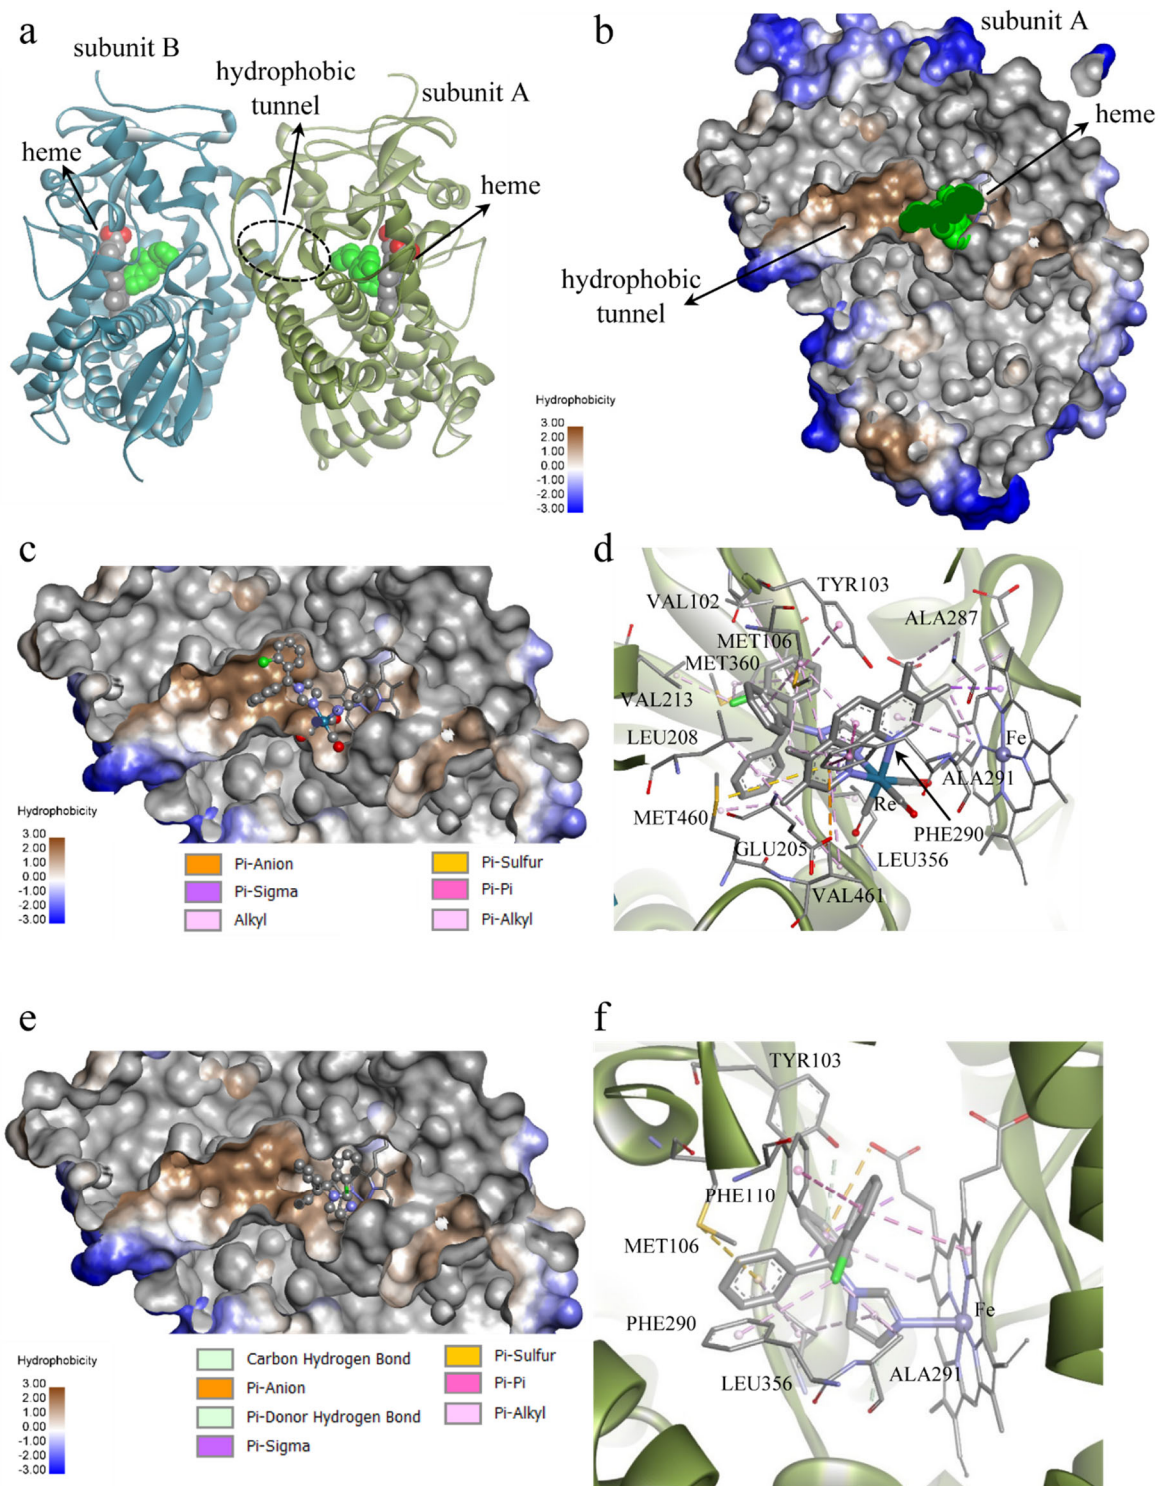 a
subunit B
hydrophobic
tunnel
subunit A
heme
heme
b
subunit A
heme
hydrophobic
tunnel
Hydrophobicity
3.00
2.00
1.00
0.00
-1.00
-2.00
-3.00
c
Hydrophobicity
3.00
2.00
1.00
0.00
-1.00
-2.00
-3.00
Pi-Anion
Pi-Sigma
Alkyl
Pi-Sulfur
Pi-Pi
Pi-Alkyl
d
TYR103
VAL102
ALA287
MET106
MET360
VAL213
LEU208
Fe
ALA291
Re
MET460
PHE290
GLU205
LEU356
VAL461
e
Hydrophobicity
3.00
2.00
1.00
0.00
-1.00
-2.00
-3.00
Carbon Hydrogen Bond
Pi-Anion
Pi-Donor Hydrogen Bond
Pi-Sigma
Pi-Sulfur
Pi-Pi
Pi-Alkyl
f
TYR103
PHE110
MET106
Fe
PHE290
ALA291
LEU356